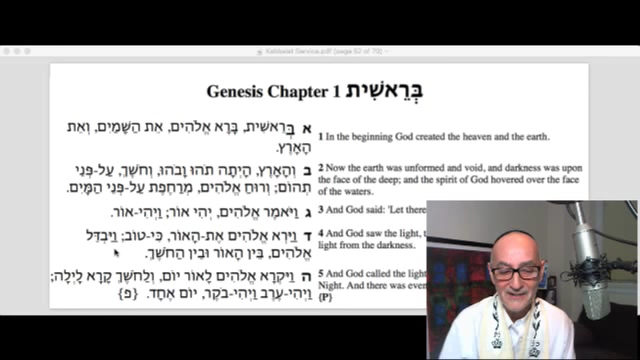 Kabbalat Service.pdf (page 52 of 70)
Genesis Chapter 1 בְּרֵאשִׁית
א בְּרֵאשִׁית, בָּרָא אֱלֹהִים, אֵת הַשָּׁמַיִם, וְאֵת
הָאָרֶץ.
1 In the beginning God created the heaven and the earth.
ב וְהָאָרֶץ, הָיְתָה תֹהוּ וָבֹהוּ, וְחֹשֶׁךְ, עַל-פְּנֵי
תְהוֹם; וְרוּחַ אֱלֹהִים, מְרַחֶפֶת עַל-פְּנֵי הַמָּיִם.
2 Now the earth was unformed and void, and darkness was upon
the face of the deep; and the spirit of God hovered over the face
of the waters.
ג וַיֹּאמֶר אֱלֹהִים, יְהִי אוֹר; וַיְהִי-אוֹר.
3 And God said: 'Let there
ד וַיַּרְא אֱלֹהִים אֶת-הָאוֹר, כִּי-טוֹב; וַיַּבְדֵּל
אֱלֹהִים, בֵּין הָאוֹר וּבֵין הַחֹשֶׁךְ.
4 And God saw the light, t
light from the darkness.
ה וַיִּקְרָא אֱלֹהִים לָאוֹר יוֹם, וְלַחֹשֶׁךְ קָרָא לָיְלָה;
וַיְהִי-עֶרֶב וַיְהִי-בֹקֶר, יוֹם אֶחָד. {פ}
5 And God called the light
Night. And there was even
(P)